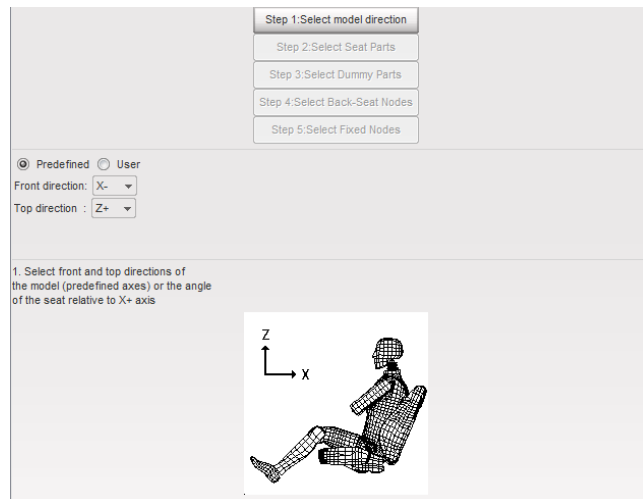 Step 1:Select model direction
Step 2:Select Seat Parts
Step 3:Select Dummy Parts
Step 4:Select Back-Seat Nodes
Step 5:Select Fixed Nodes
Predefined User
Front direction: X-
Top direction : Z+
1. Select front and top directions of
the model (predefined axes) or the angle
of the seat relative to X+ axis
Z
X